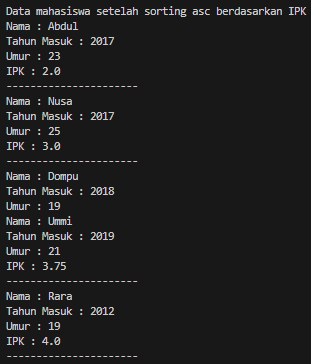 Data mahasiswa setelah sorting asc berdasarkan IPK
Nama : Abdul
Tahun Masuk : 2017
Umur : 23
IPK : 2.0
----------------------
Nama : Nusa
Tahun Masuk : 2017
Umur : 25
IPK : 3.0
----------------------
Nama : Dompu
Tahun Masuk : 2018
Umur : 19
Nama : Ummi
Tahun Masuk : 2019
Umur : 21
IPK : 3.75
----------------------
Nama : Rara
Tahun Masuk : 2012
Umur : 19
IPK : 4.0
----------------------